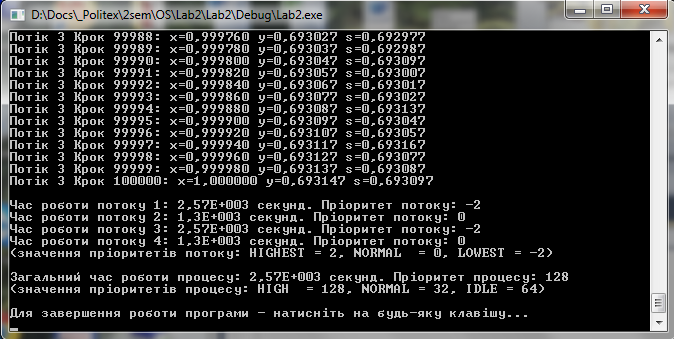 D:\Docs\_Politex\2sem\OS\Lab2\Lab2\Debug\Lab2.exe
Потік 3 Крок 99988: x=0,999760 y=0,693027 s=0,692977
Потік 3 Крок 99989: x=0,999780 y=0,693037 s=0,692987
Потік 3 Крок 99990: x=0,999800 y=0,693047 s=0,693097
Потік 3 Крок 99991: x=0,999820 y=0,693057 s=0,693007
Потік 3 Крок 99992: x=0,999840 y=0,693067 s=0,693017
Потік 3 Крок 99993: x=0,999860 y=0,693077 s=0,693027
Потік 3 Крок 99994: x=0,999880 y=0,693087 s=0,693137
Потік 3 Крок 99995: x=0,999900 y=0,693097 s=0,693047
Потік 3 Крок 99996: x=0,999920 y=0,693107 s=0,693057
Потік 3 Крок 99997: x=0,999940 y=0,693117 s=0,693167
Потік 3 Крок 99998: x=0,999960 y=0,693127 s=0,693077
Потік 3 Крок 99999: x=0,999980 y=0,693137 s=0,693087
Потік 3 Крок 100000: x=1,000000 y=0,693147 s=0,693097
Час роботи потоку 1: 2,57E+003 секунд. Пріоритет потоку: -2
Час роботи потоку 2: 1,3E+003 секунд. Пріоритет потоку: 0
Час роботи потоку 3: 2,57E+003 секунд. Пріоритет потоку: -2
Час роботи потоку 4: 1,3E+003 секунд. Пріоритет потоку: 0
(значення пріоритетів потоку: HIGHEST = 2, NORMAL  = 0, LOWEST = -2)
Загальний час роботи процесу: 2,57E+003 секунд. Пріоритет процесу: 128
(значення пріоритетів процесу: HIGH  = 128, NORMAL = 32, IDLE = 64)
Для завершення роботи програми - натисніть на будь-яку клавішу...